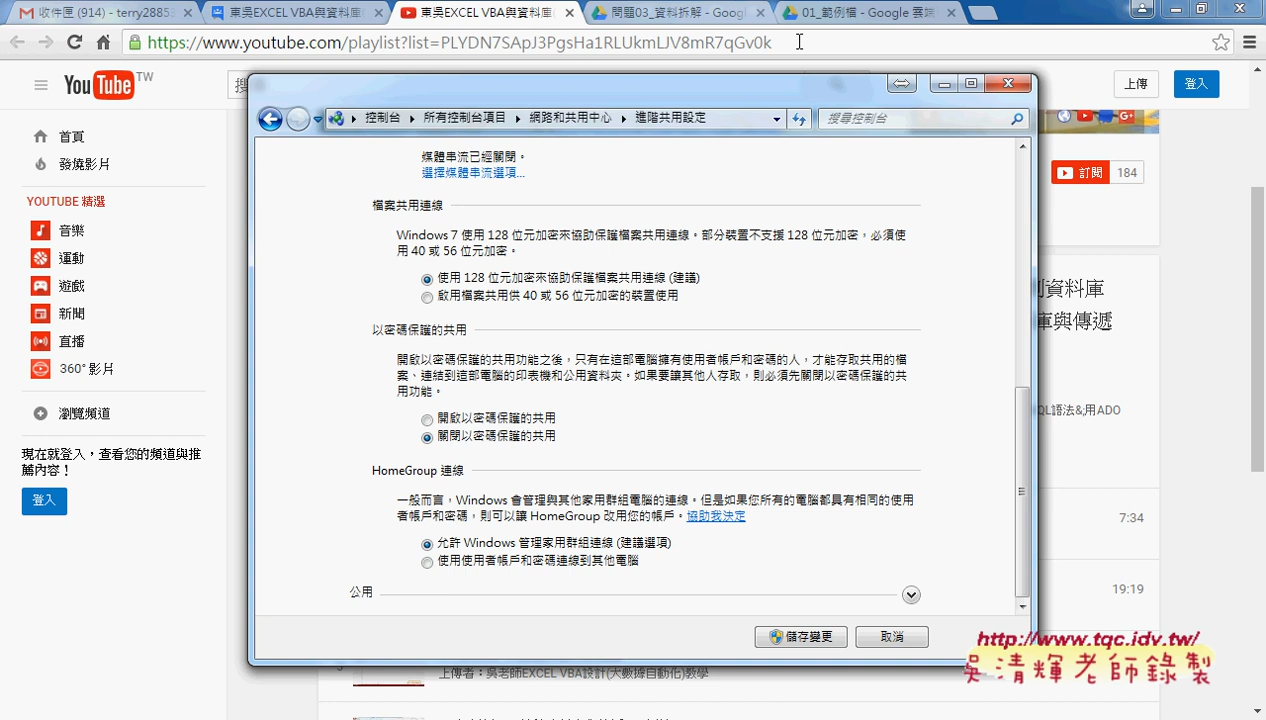 收件匣 (914) - terry2885
東吳EXCEL VBA與資料庫
東吳EXCEL VBA與資料庫
問題03_資料拆解 - Goog
01_範例檔 - Google 雲端
https://www.youtube.com/playlist?list=PLYDN7SApJ3PgsHa1RLUkmLJV8mR7qGv0k
YouTube TW
搜
上傳
登入
控制台
所有控制台項目
網路和共用中心
進階共用設定
搜尋控制台
首頁
發燒影片
YOUTUBE 精選
音樂
運動
遊戲
新聞
直播
360° 影片
瀏覽頻道
現在就登入，查看您的頻道與推
薦內容！
登入
媒體串流已經關閉。
選擇媒體串流選項...
檔案共用連線
Windows 7 使用 128 位元加密來協助保護檔案共用連線。部分裝置不支援 128 位元加密，必須使
用 40 或 56 位元加密。
使用 128 位元加密來協助保護檔案共用連線 (建議)
啟用檔案共用供 40 或 56 位元加密的裝置使用
以密碼保護的共用
開啟以密碼保護的共用功能之後，只有在這部電腦擁有使用者帳戶和密碼的人，才能存取共用的檔
案、連結到這部電腦的印表機和公用資料夾。如果要讓其他人存取，則必須先關閉以密碼保護的共
用功能。
開啟以密碼保護的共用
關閉以密碼保護的共用
HomeGroup 連線
一般而言，Windows 會管理與其他家用群組電腦的連線。但是如果您所有的電腦都具有相同的使用
者帳戶和密碼，則可以讓 HomeGroup 改用您的帳戶。協助我決定
允許 Windows 管理家用群組連線 (建議選項)
使用使用者帳戶和密碼連線到其他電腦
公用
儲存變更
取消
訂閱
184
資料庫
庫與傳遞
QL語法&用ADO
7:34
19:19
上傳者：吳老師EXCEL VBA設計(大數據自動化)教學
http://www.tqc.idv.tw/
吳清輝老師錄製